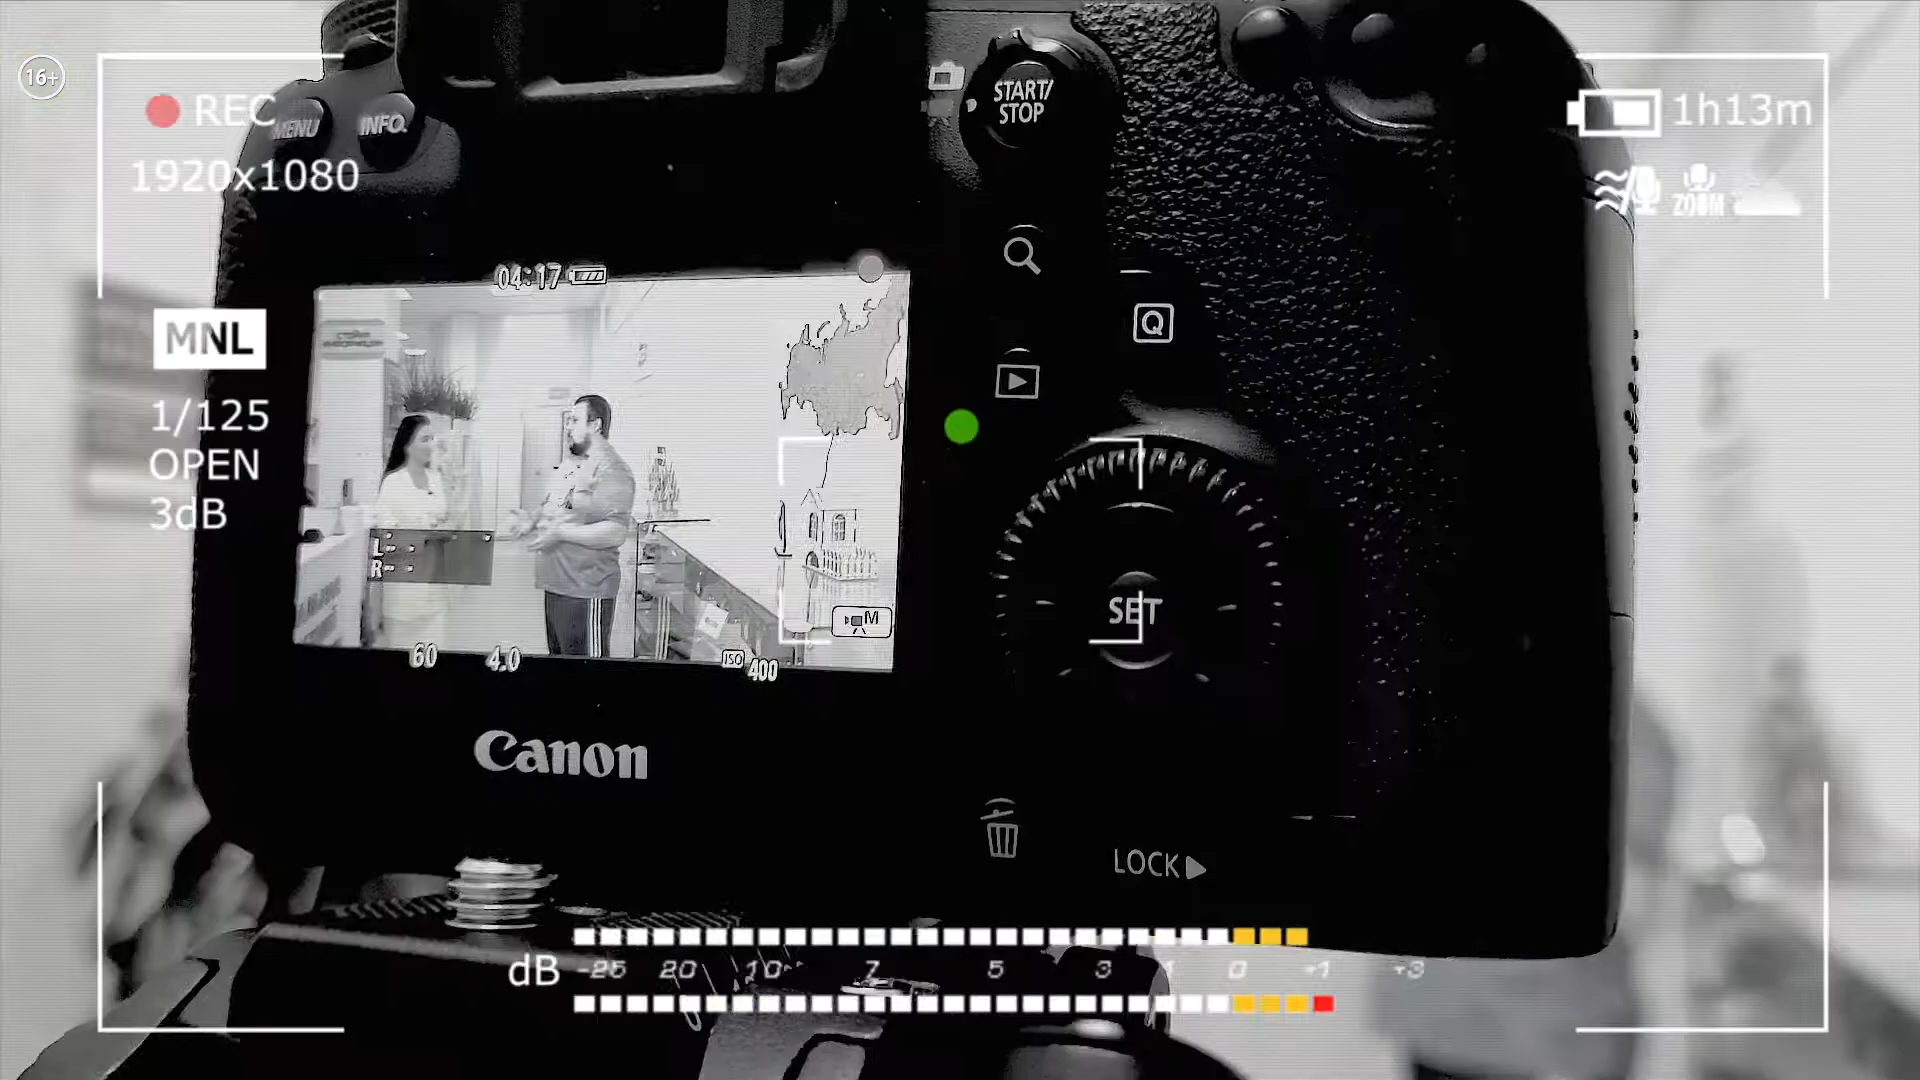 16+
REC
MENU
INFO.
START/
STOP
1h13m
1920x1080
ZOOM
04:17
Q
MNL
1/125
OPEN
3dB
L
R
SET
M
60
4.0
ISO
400
Canon
LOCK
dB
-25 20 10 7 5 3 1 0 +1 +3